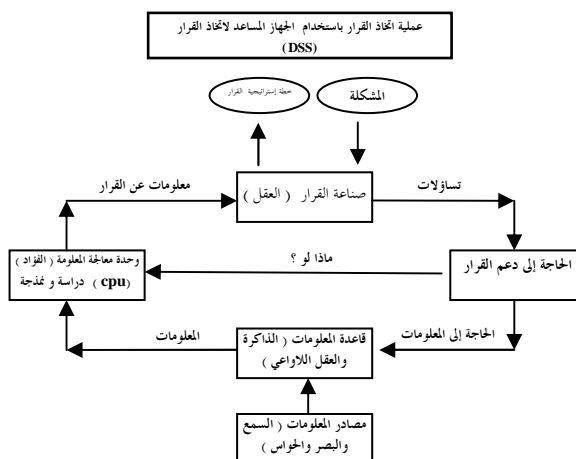 عملية اتخاذ القرار باستخدام الجهاز المساعد لاتخاذ القرار
(DSS)
المشكلة
خطة إستراتيجية القرار
صناعة القرار ( العقل )
تساؤلات
معلومات عن القرار
الحاجة إلى دعم القرار
ماذا لو ؟
وحدة معالجة المعلومة ( الفؤاد )
(cpu) دراسة و نمذجة
الحاجة إلى المعلومات
قاعدة المعلومات ( الذاكرة
والعقل اللاواعي )
المعلومات
مصادر المعلومات ( السمع
والبصر والحواس )